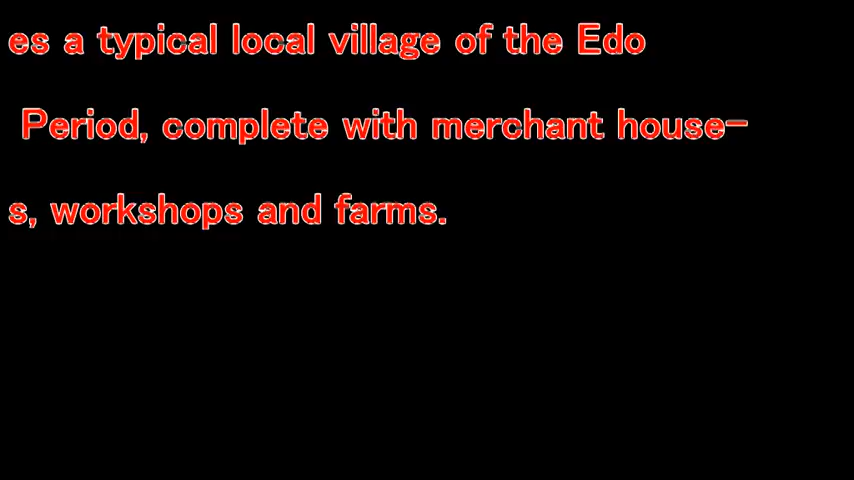 es a typical local village of the Edo
Period, complete with merchant house-
s, workshops and farms.